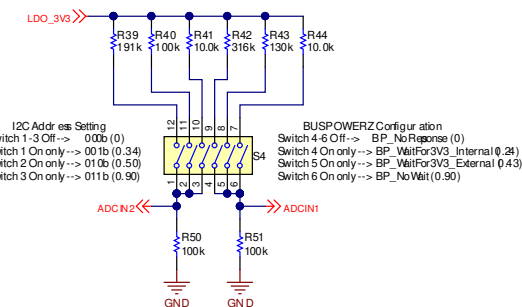 LDO_3V3
R39 R40 R41 R42 R43 R44
191k 100k 10.0k 316k 130k 10.0k
12 11 10 9 8 7
S4
1 2 3 4 5 6
I2C Address Setting
witch 1-3 Off--> 000b (0)
witch 1 On only--> 001b (0.34)
witch 2 On only--> 010b (0.50)
witch 3 On only--> 011b (0.90)
BUSPOWERZ Configuration
Switch 4-6 Off--> BP_NoResponse (0)
Switch 4 On only--> BP_WaitFor3V3_Internal (0.24)
Switch 5 On only--> BP_WaitFor3V3_External (0.43)
Switch 6 On only--> BP_NoWait (0.90)
ADCIN2
ADCIN1
R50
100k
R51
100k
GND
GND